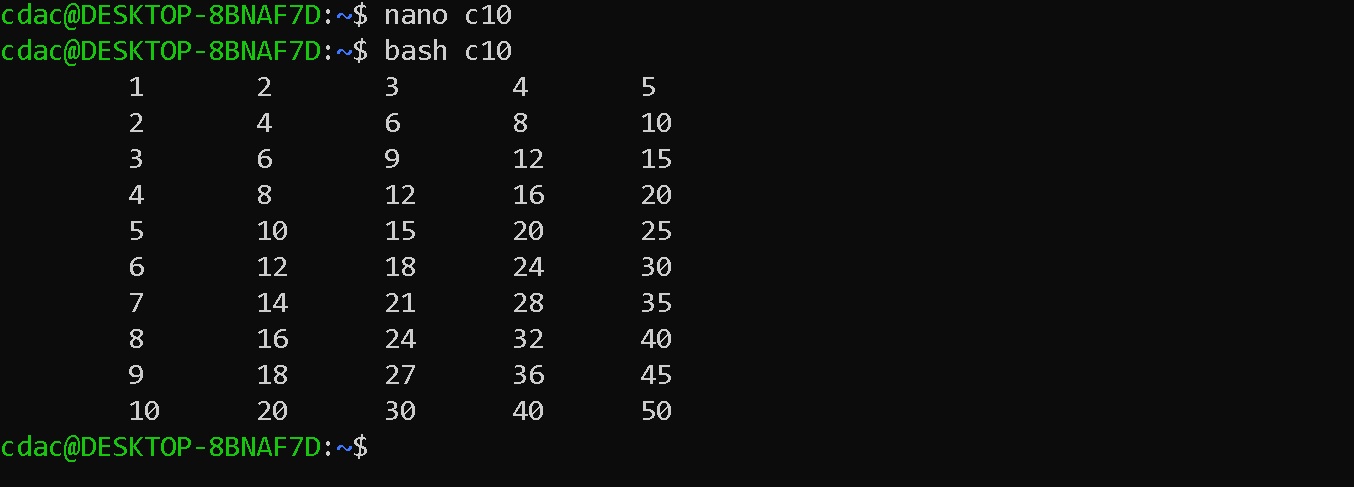 cdac@DESKTOP-8BNAF7D:~$ nano c10
cdac@DESKTOP-8BNAF7D:~$ bash c10
1 2 3 4 5
2 4 6 8 10
3 6 9 12 15
4 8 12 16 20
5 10 15 20 25
6 12 18 24 30
7 14 21 28 35
8 16 24 32 40
9 18 27 36 45
10 20 30 40 50
cdac@DESKTOP-8BNAF7D:~$